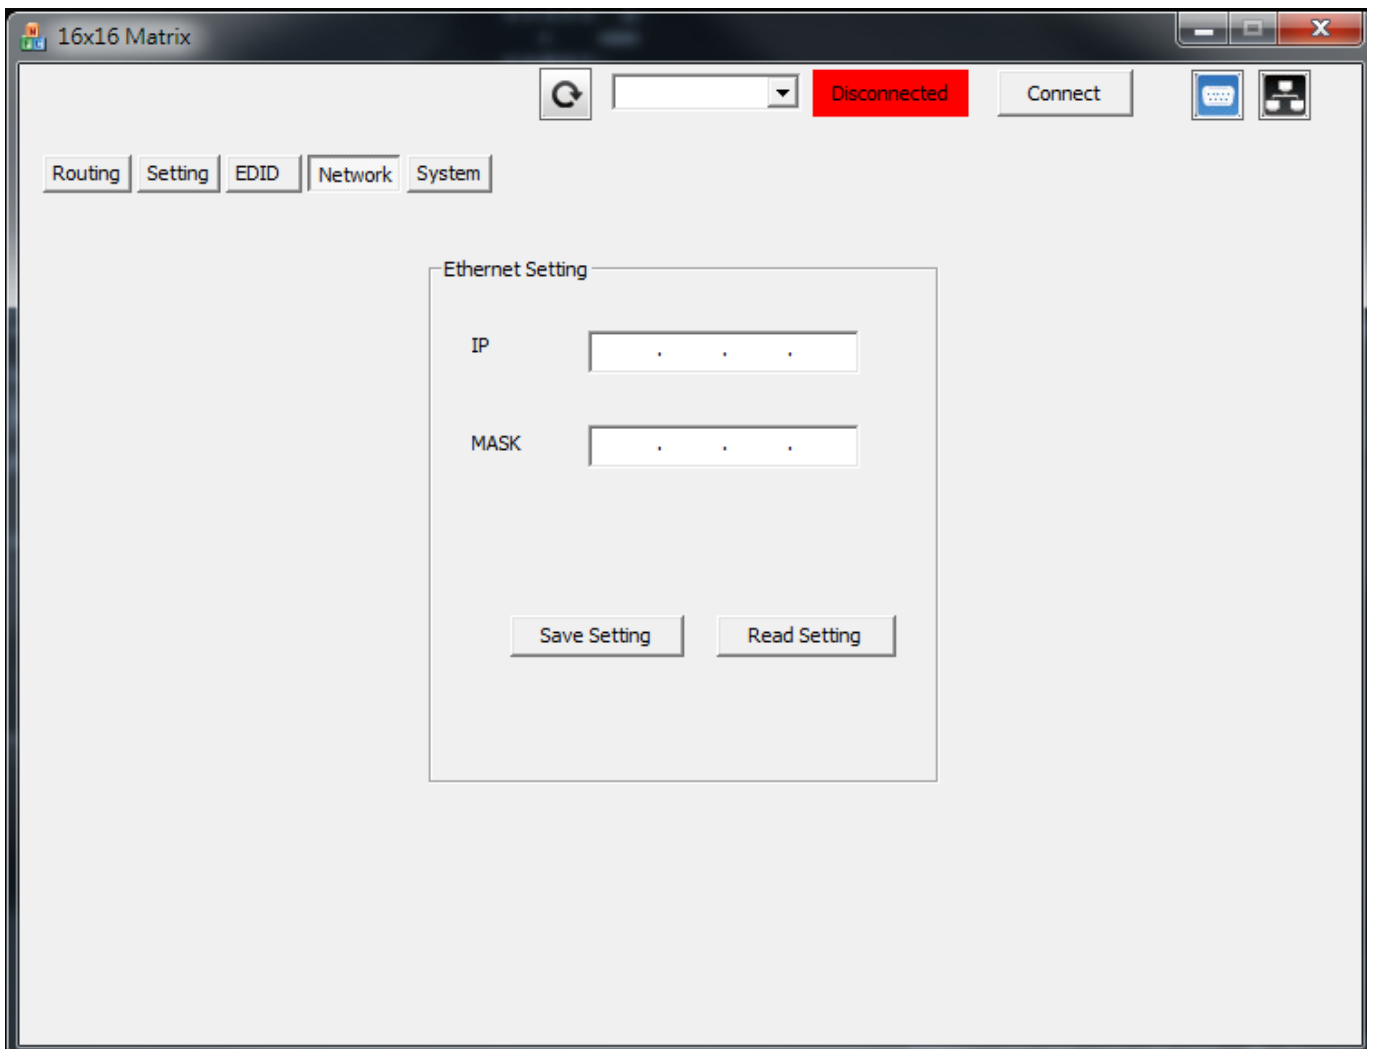 16x16 Matrix
Disconnected Connect
Routing Setting EDID Network System
Ethernet Setting
IP . . .
MASK . . .
Save Setting Read Setting